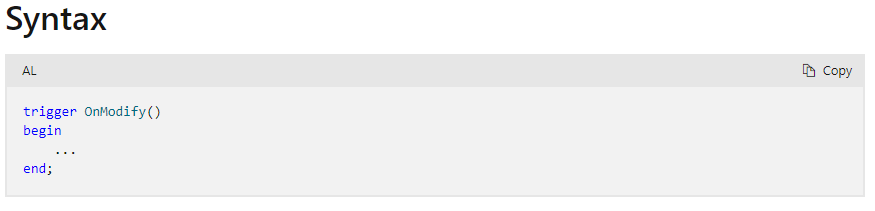 Syntax
AL
Copy
trigger OnModify()
begin
    ...
end;